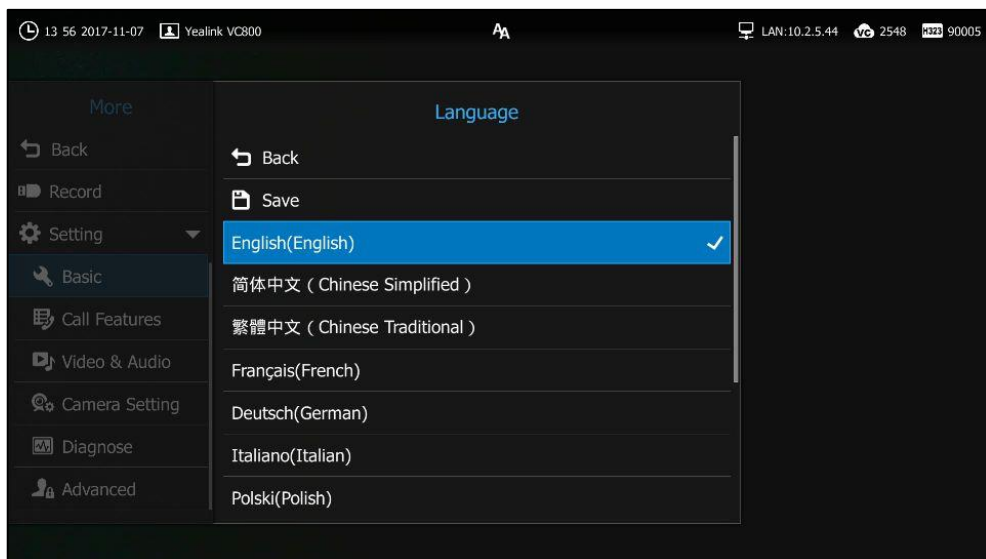 13 56 2017-11-07 Yealink VC800 AA LAN:10.2.5.44 VC 2548 H323 90005
More
Back
Record
Setting
Basic
Call Features
Video & Audio
Camera Setting
Diagnose
Advanced
Language
Back
Save
English(English)
简体中文 ( Chinese Simplified )
繁體中文 ( Chinese Traditional )
Français(French)
Deutsch(German)
Italiano(Italian)
Polski(Polish)